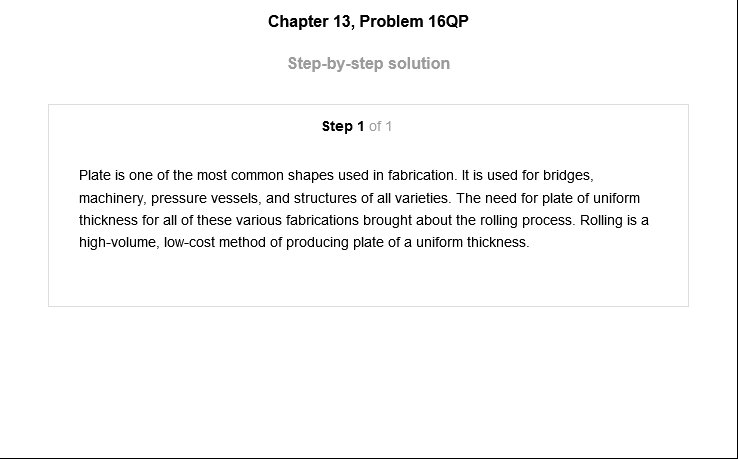 Chapter 13, Problem 16QP
Step-by-step solution
Step 1 of 1
Plate is one of the most common shapes used in fabrication. It is used for bridges,
machinery, pressure vessels, and structures of all varieties. The need for plate of uniform
thickness for all of these various fabrications brought about the rolling process. Rolling is a
high-volume, low-cost method of producing plate of a uniform thickness.